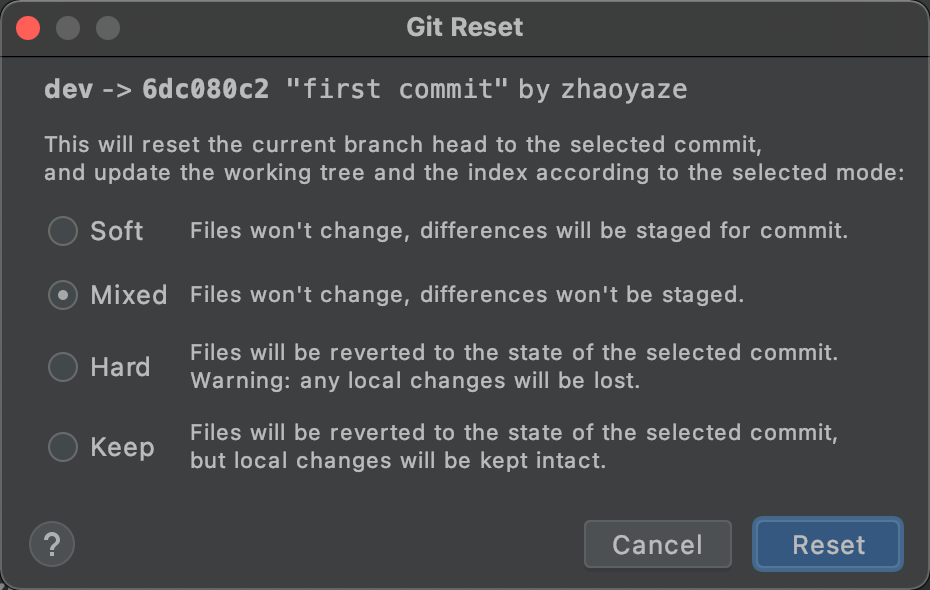 Git Reset
dev -> 6dc080c2 "first commit" by zhaoyaze
This will reset the current branch head to the selected commit,
and update the working tree and the index according to the selected mode:
Soft Files won't change, differences will be staged for commit.
Mixed Files won't change, differences won't be staged.
Hard Files will be reverted to the state of the selected commit.
Warning: any local changes will be lost.
Keep Files will be reverted to the state of the selected commit,
but local changes will be kept intact.
? Cancel Reset